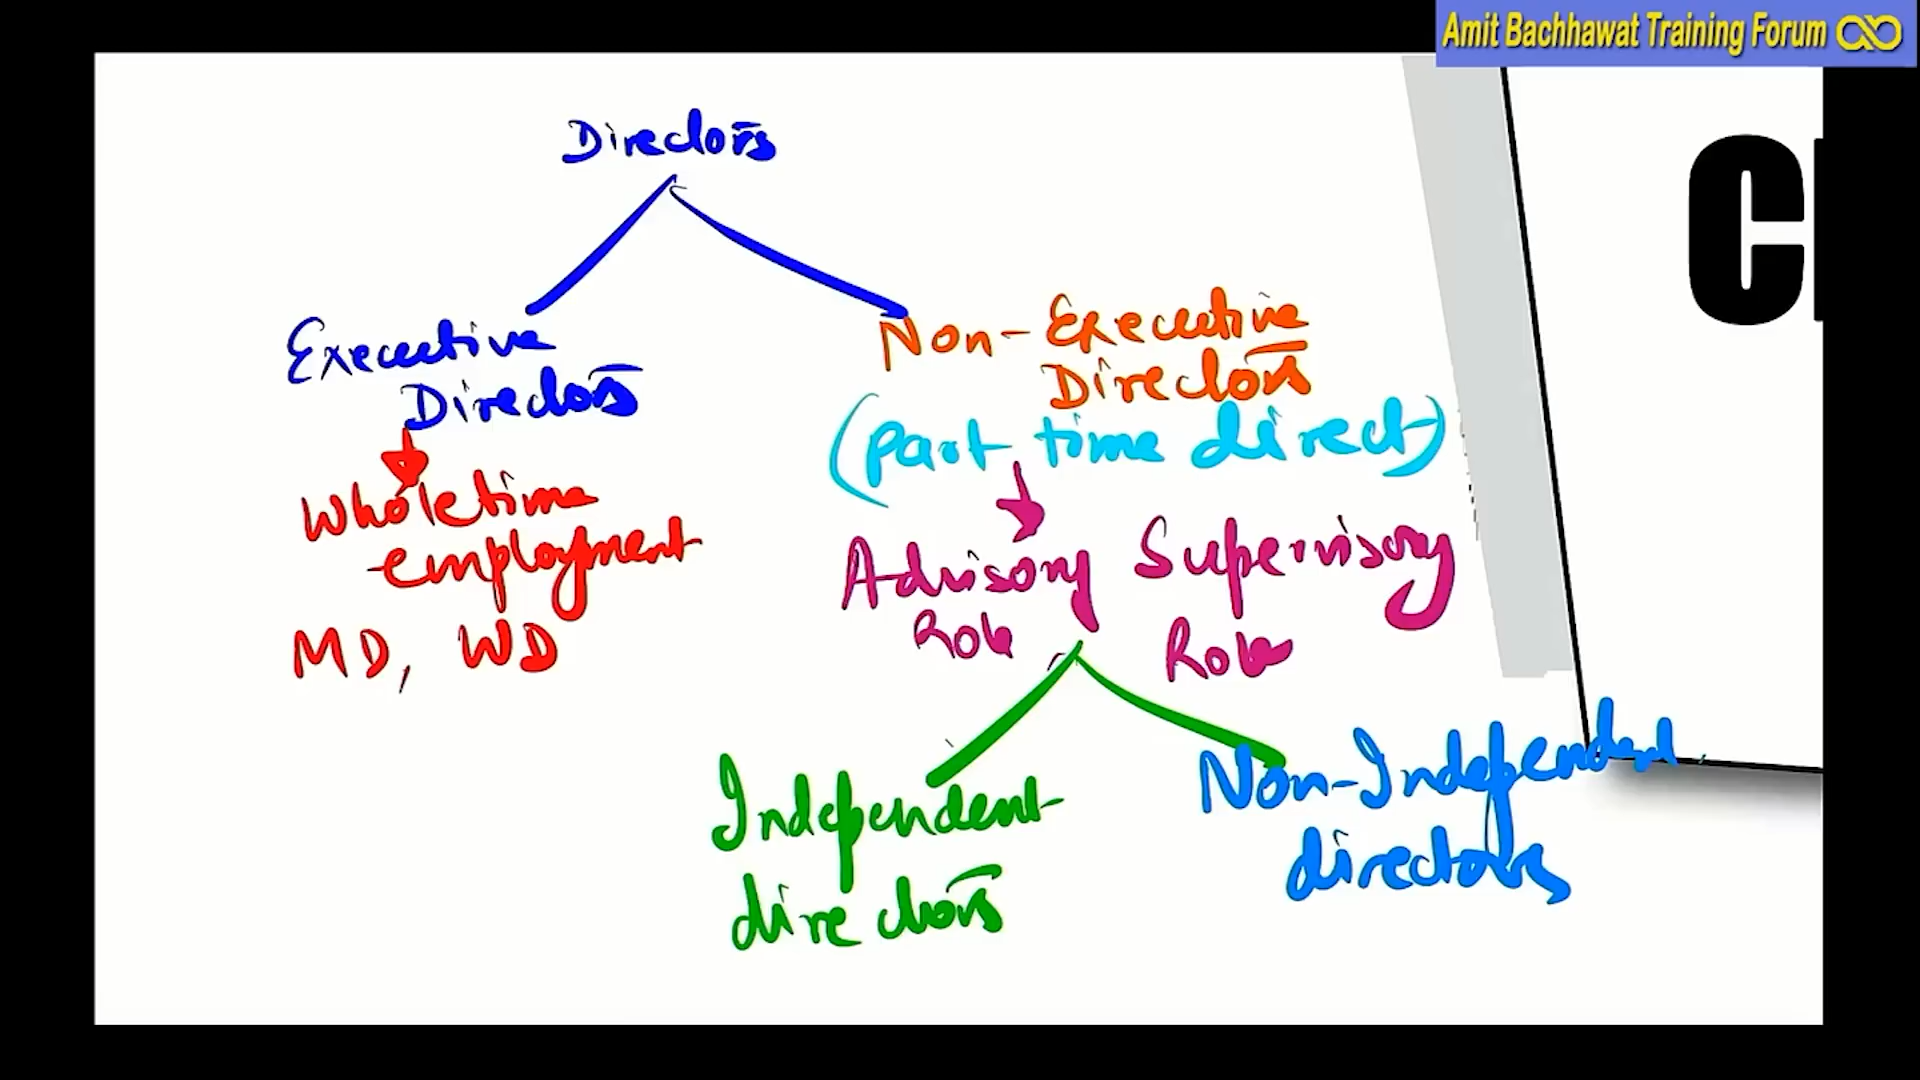 Amit Bachhawat Training Forum
Directors
Executive
Directors
Non-Executive
Directors
(part time direct)
Wholetime
employment
MD, WD
Advisory
Role
Supervisory
Role
Independent
directors
Non-Independent
directors